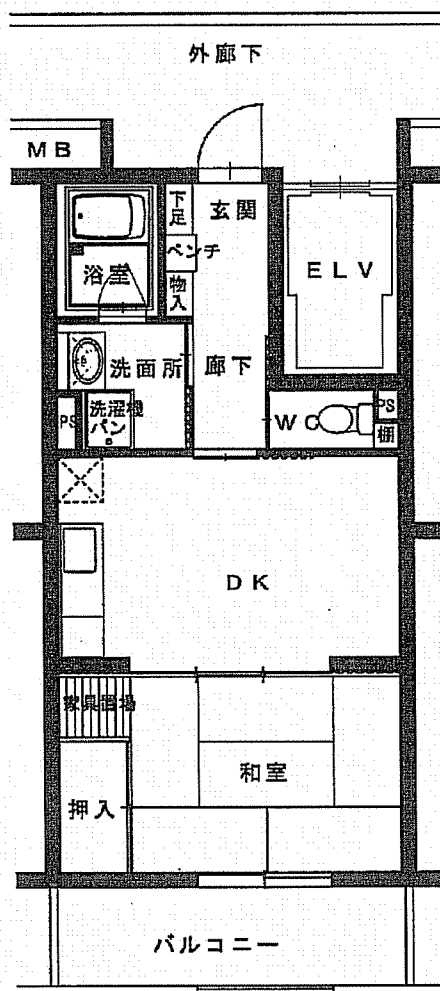 外廊下
MB
下足
玄関
ベンチ
物入
浴室
ELV
洗面所
廊下
PS
洗濯機
パン
WC
PS
棚
DK
家具置場
和室
押入
バルコニー